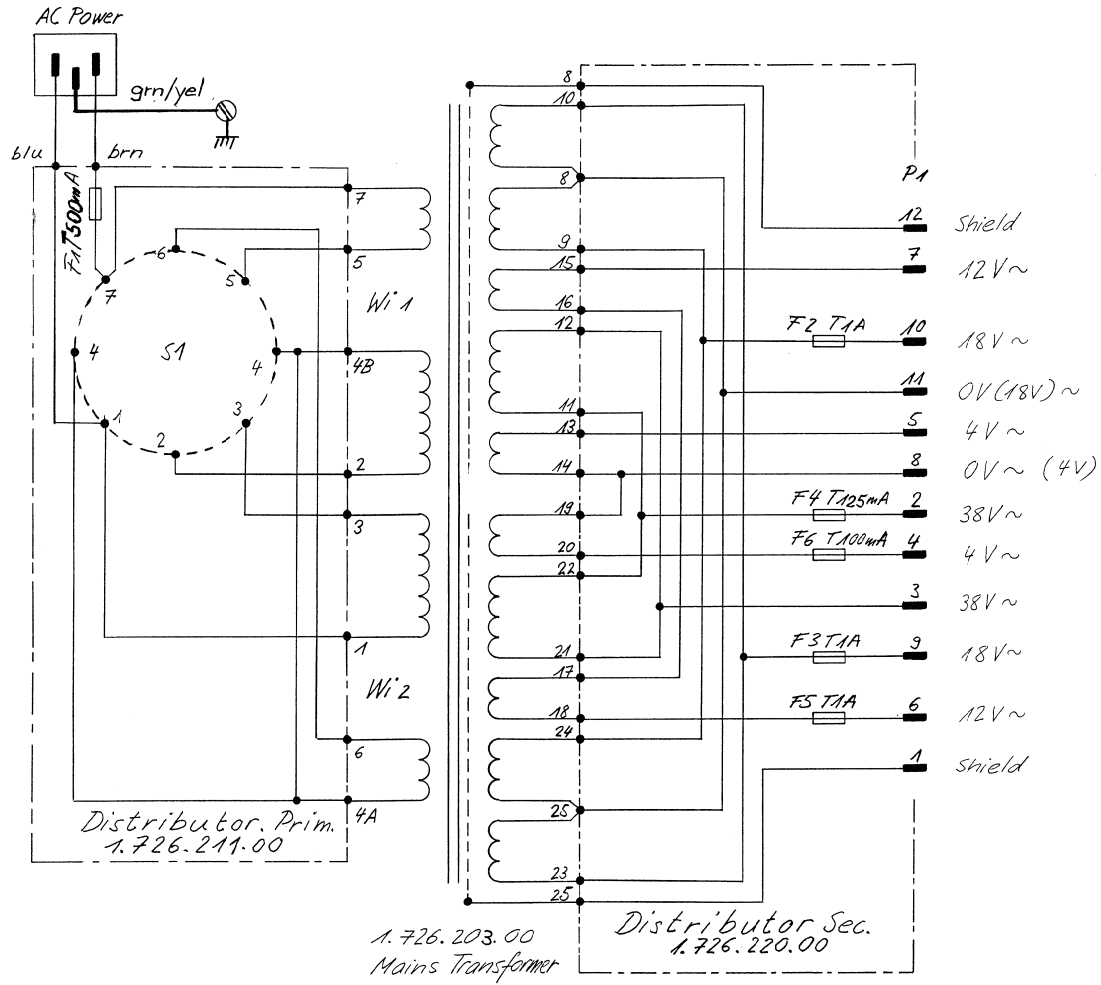 AC Power
grn/yel
blu
brn
F1 T500mA
7
6
5
4
S1
4
1
2
3
7
5
Wi 1
4B
2
3
1
Wi 2
6
4A
Distributor. Prim.
1.726.211.00
8
10
8
9
15
16
12
11
13
14
19
20
22
21
17
18
24
25
23
25
1.726.203.00
Mains Transformer
P1
12 Shield
7 12V~
F2 T1A 10 18V~
11 0V(18V)~
5 4V~
8 0V~ (4V)
F4 T125mA 2 38V~
F6 T100mA 4 4V~
3 38V~
F3 T1A 9 18V~
F5 T1A 6 12V~
1 Shield
Distributor Sec.
1.726.220.00